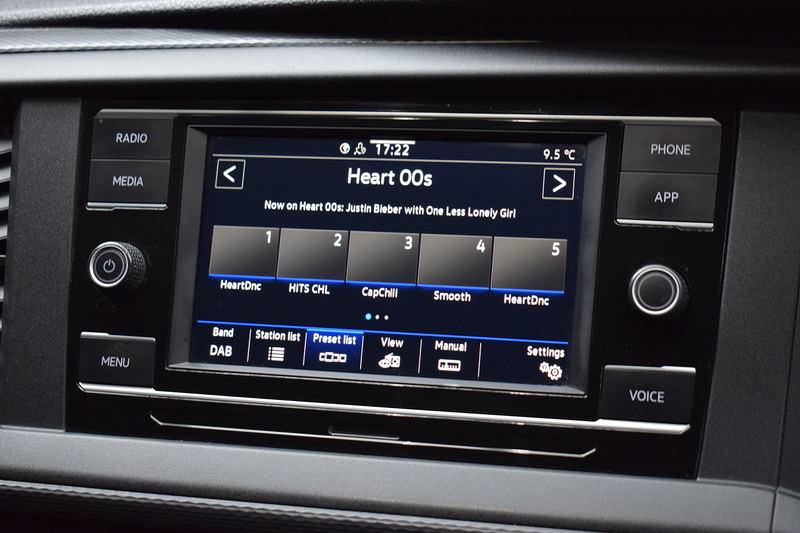 RADIO
MEDIA
MENU
17:22
9.5 °C
<
Heart 00s
>
Now on Heart 00s: Justin Bieber with One Less Lonely Girl
1
2
3
4
5
HeartDnc
HITS CHL
CapChill
Smooth
HeartDnc
Band
DAB
Station list
Preset list
View
Manual
Settings
PHONE
APP
VOICE